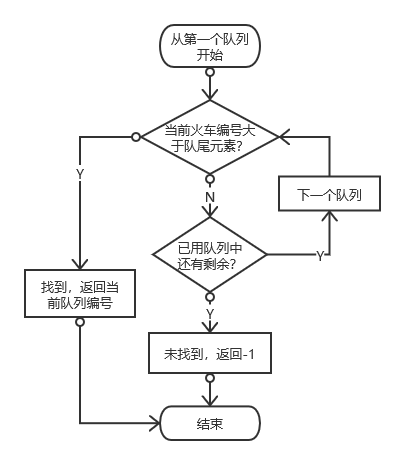 从第一个队列
开始
当前火车编号大
于队尾元素?
Y
N
下一个队列
已用队列中
还有剩余?
Y
找到，返回当
前队列编号
Y
未找到，返回-1
结束